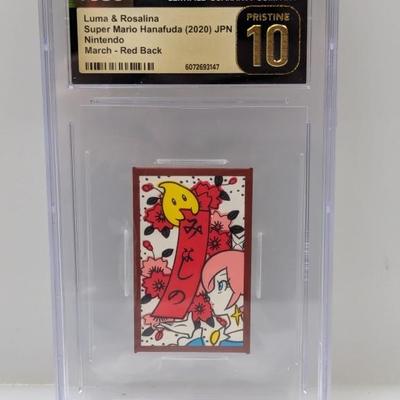 PRISTINE
Luma & Rosalina
Super Mario Hanafuda (2020) JPN
Nintendo
March - Red Back
10
6072693147
みよしの